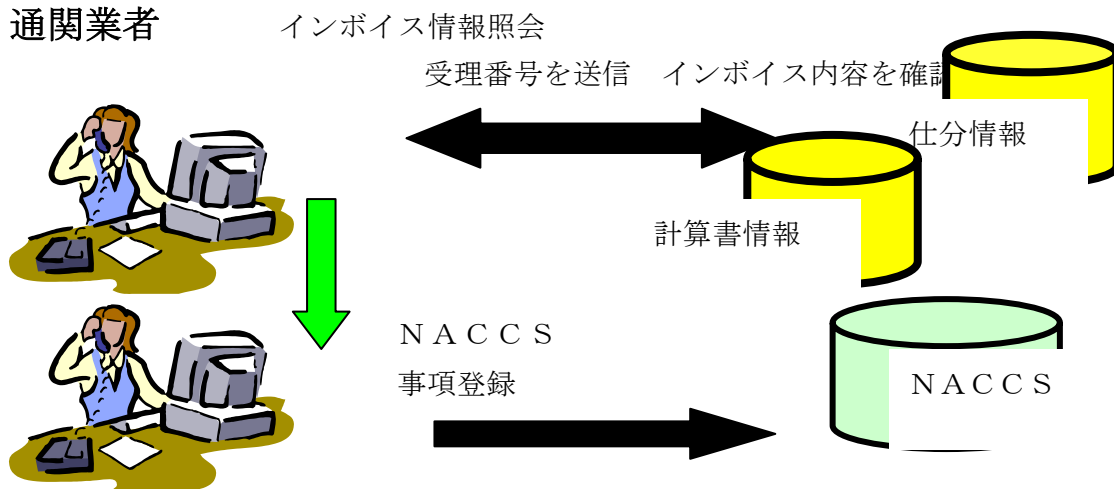 通関業者
インボイス情報照会
受理番号を送信　インボイス内容を確認
仕分情報
計算書情報
ＮＡＣＣＳ
事項登録
ＮＡＣＣＳ